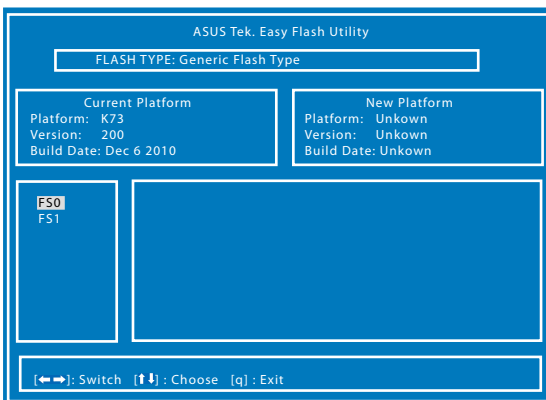 ASUS Tek. Easy Flash Utility
FLASH TYPE: Generic Flash Type
Current Platform
Platform: K73
Version: 200
Build Date: Dec 6 2010
New Platform
Platform: Unkown
Version: Unkown
Build Date: Unkown
FS0
FS1
[←→]: Switch [↑↓] : Choose [q] : Exit